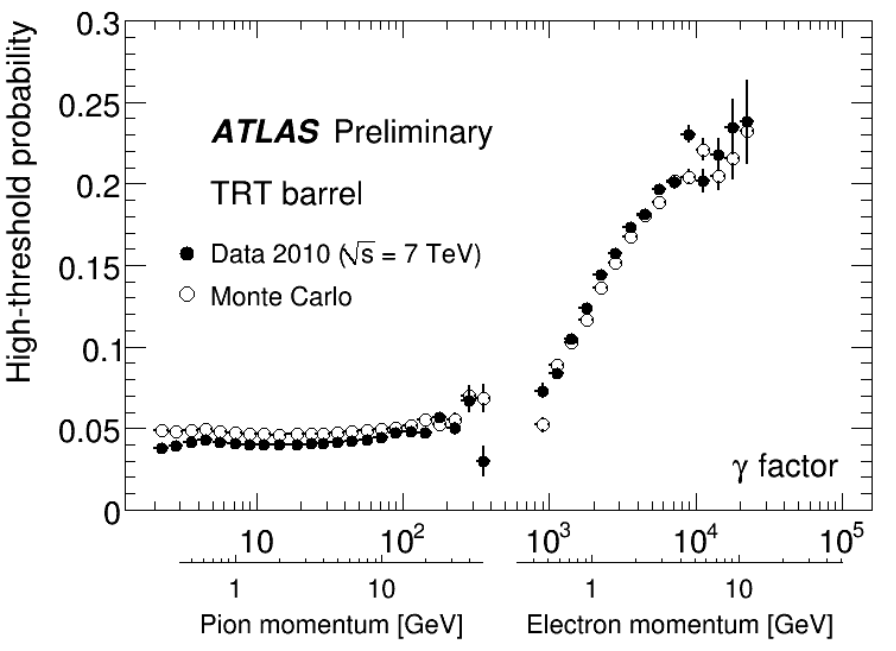 High-threshold probability
0.3
0.25
0.2
0.15
0.1
0.05
0
ATLAS Preliminary
TRT barrel
Data 2010 (√s = 7 TeV)
Monte Carlo
γ factor
10 10² 10³ 10⁴ 10⁵
1 10 1 10
Pion momentum [GeV] Electron momentum [GeV]